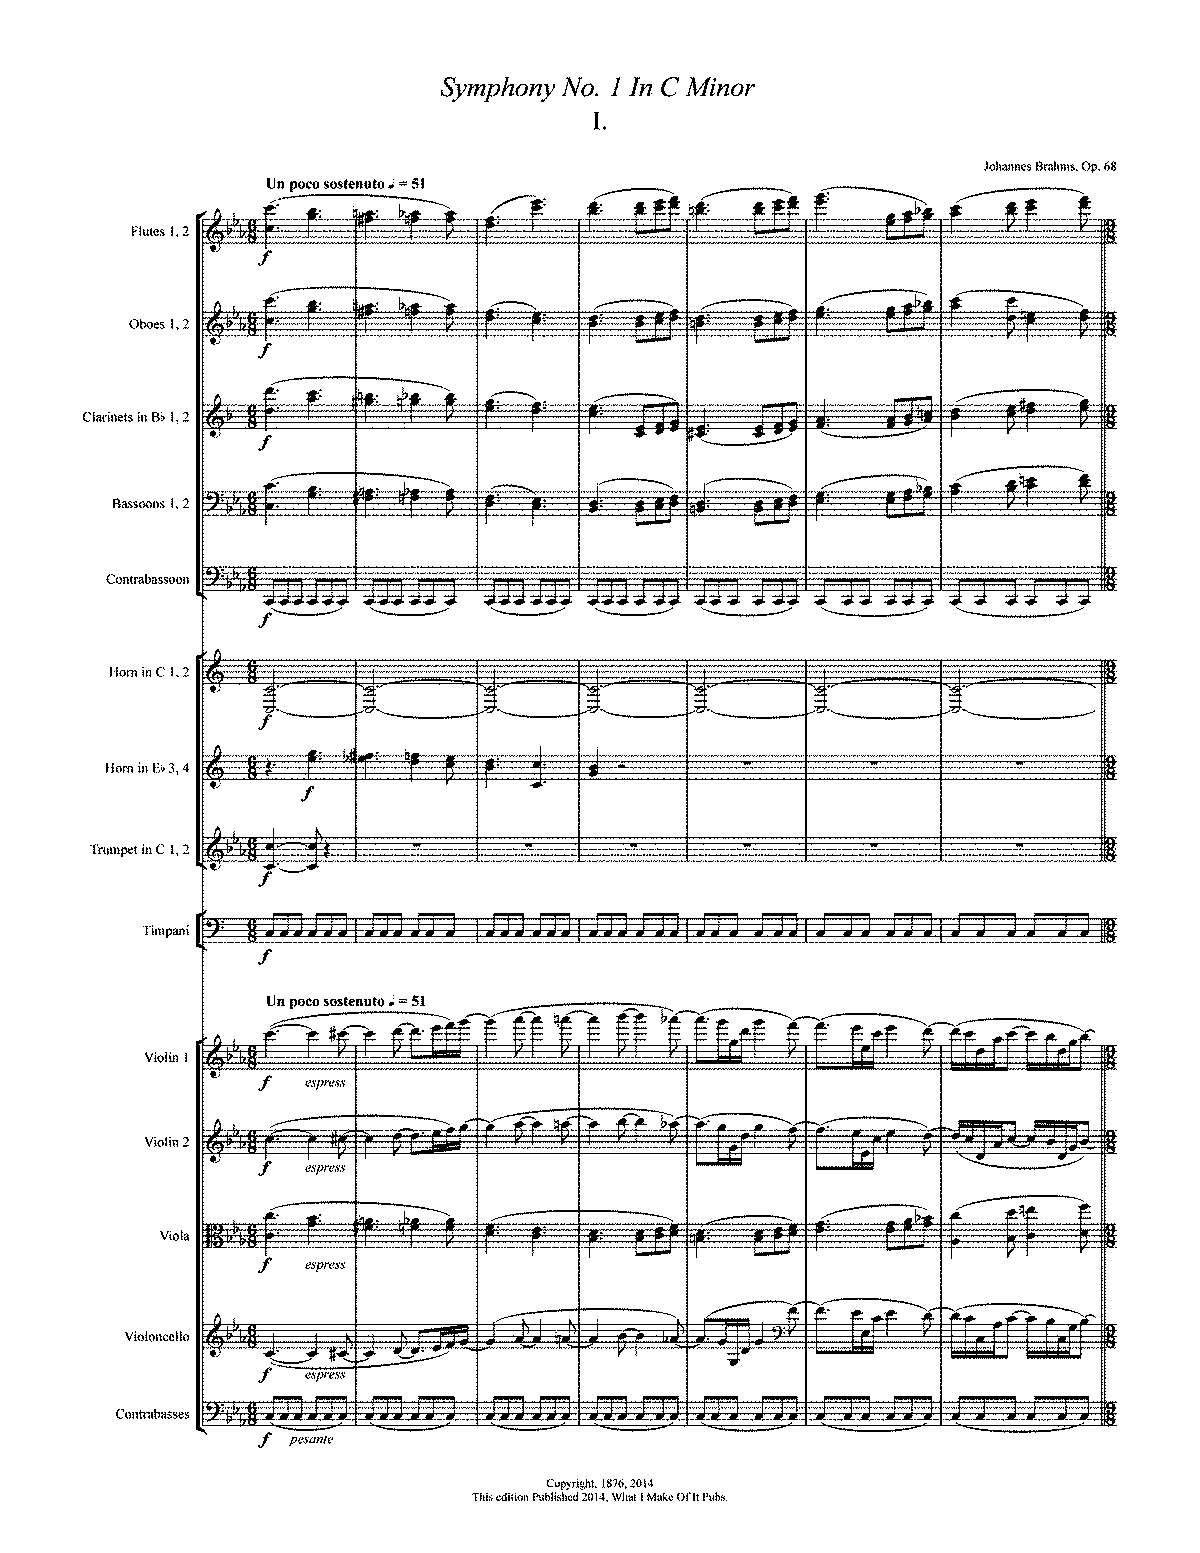 Symphony No. 1 In C Minor
I.
Johannes Brahms, Op. 68
Un poco sostenuto ♩. = 51
Flutes 1, 2
f
Oboes 1, 2
f
Clarinets in B♭ 1, 2
f
Bassoons 1, 2
Contrabassoon
f
Horn in C 1, 2
f
Horn in E♭ 3, 4
f
Trumpet in C 1, 2
f
Timpani
f
Un poco sostenuto ♩. = 51
Violin 1
f espress
Violin 2
f espress
Viola
f espress
Violoncello
f espress
Contrabasses
f pesante
Copyright, 1876, 2014
This edition Published 2014, What I Make Of It Pubs.